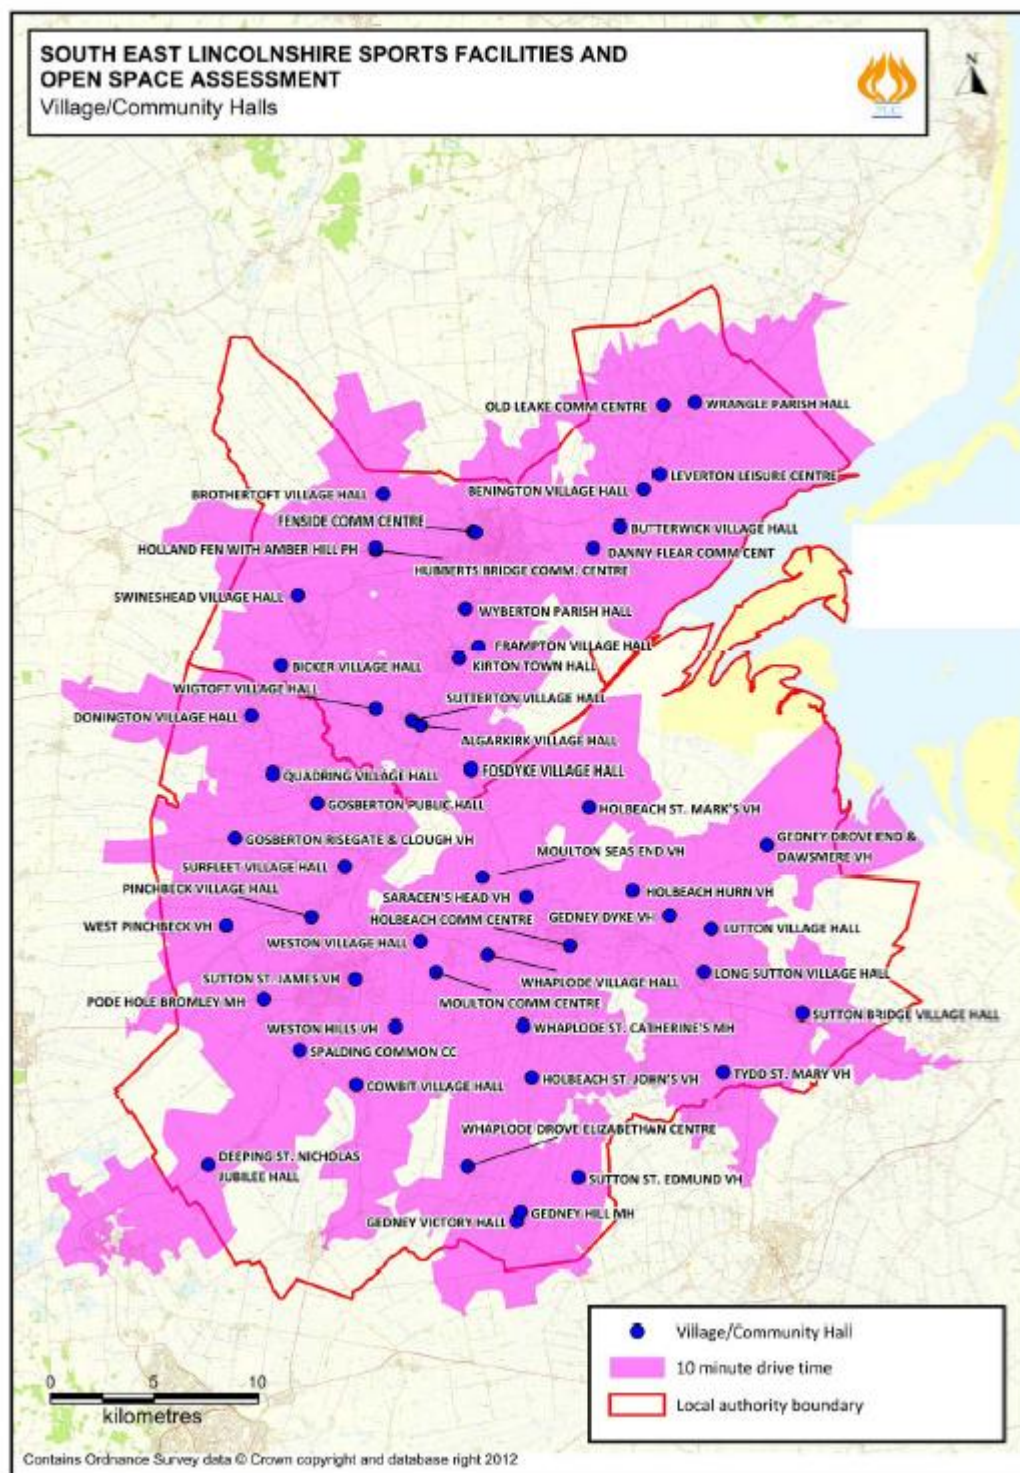 SOUTH EAST LINCOLNSHIRE SPORTS FACILITIES AND
OPEN SPACE ASSESSMENT
Village/Community Halls
N
OLD LEAKE COMM CENTRE
WRANGLE PARISH HALL
LEVERTON LEISURE CENTRE
BENINGTON VILLAGE HALL
BROTHERTOFT VILLAGE HALL
FENSIDE COMM CENTRE
BUTTERWICK VILLAGE HALL
HOLLAND FEN WITH AMBER HILL PH
DANNY FLEAR COMM CENT
HUBBERTS BRIDGE COMM. CENTRE
SWINESHEAD VILLAGE HALL
WYBERTON PARISH HALL
FRAMPTON VILLAGE HALL
BICKER VILLAGE HALL
KIRTON TOWN HALL
WIGTOFT VILLAGE HALL
SUTTERTON VILLAGE HALL
DONINGTON VILLAGE HALL
ALGARKIRK VILLAGE HALL
QUADRING VILLAGE HALL
FOSDYKE VILLAGE HALL
GOSBERTON PUBLIC HALL
HOLBEACH ST. MARK'S VH
GOSBERTON RISEGATE & CLOUGH VH
GEDNEY DROVE END &
DAWSMERE VH
MOULTON SEAS END VH
SURFLEET VILLAGE HALL
PINCHBECK VILLAGE HALL
SARACEN'S HEAD VH
HOLBEACH HURN VH
HOLBEACH COMM CENTRE
GEDNEY DYKE VH
WEST PINCHBECK VH
LUTTON VILLAGE HALL
WESTON VILLAGE HALL
SUTTON ST. JAMES VH
WHAPLODE VILLAGE HALL
LONG SUTTON VILLAGE HALL
PODE HOLE BROMLEY MH
MOULTON COMM CENTRE
SUTTON BRIDGE VILLAGE HALL
WESTON HILLS VH
WHAPLODE ST. CATHERINE'S MH
SPALDING COMMON CC
COWBIT VILLAGE HALL
HOLBEACH ST. JOHN'S VH
TYDD ST. MARY VH
WHAPLODE DROVE ELIZABETHAN CENTRE
DEEPING ST. NICHOLAS
JUBILEE HALL
SUTTON ST. EDMUND VH
GEDNEY HILL MH
GEDNEY VICTORY HALL
Village/Community Hall
10 minute drive time
Local authority boundary
0 5 10
kilometres
Contains Ordnance Survey data © Crown copyright and database right 2012